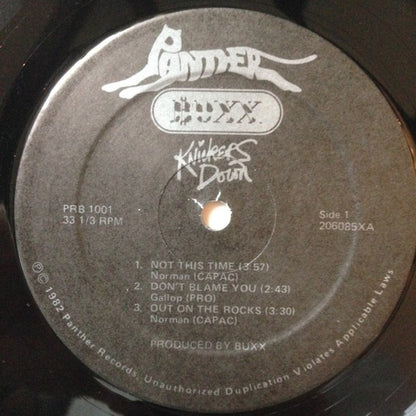 PANTHER
BUXX
Knickers
Down
PRB 1001
33 1/3 RPM
Side 1
206085XA
1. NOT THIS TIME (3:57)
Norman (CAPAC)
2. DON'T BLAME YOU (2:43)
Gallop (PRO)
3. OUT ON THE ROCKS (3:30)
Norman (CAPAC)
PRODUCED BY BUXX
℗ © 1982 Panther Records, Unauthorized Duplication Violates Applicable Laws